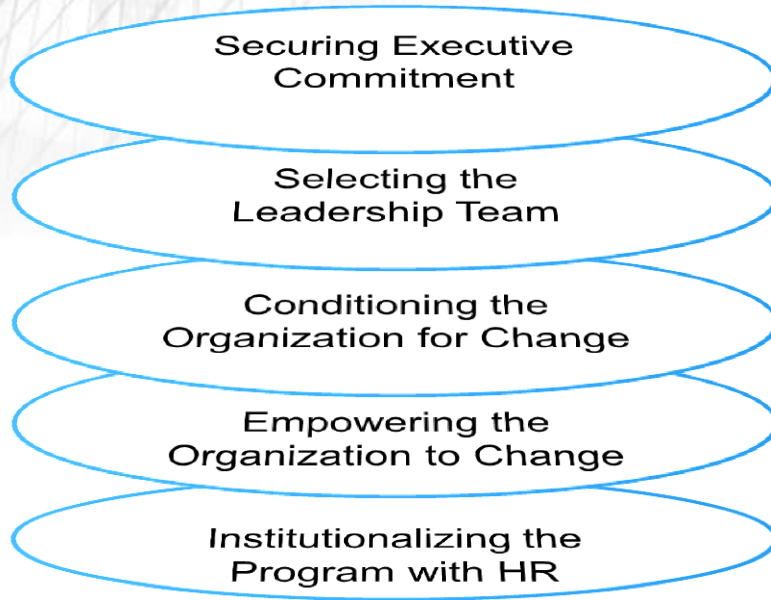 Securing Executive
Commitment
Selecting the
Leadership Team
Conditioning the
Organization for Change
Empowering the
Organization to Change
Institutionalizing the
Program with HR